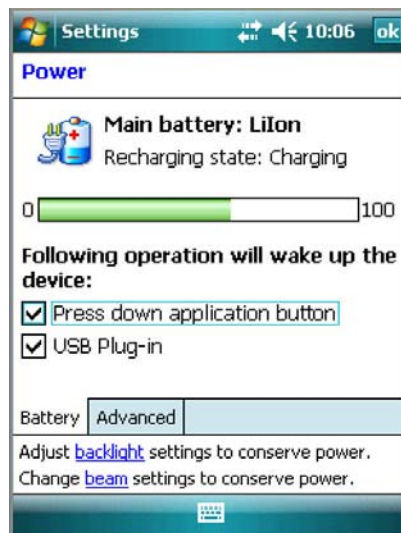 Settings 10:06 ok
Power
Main battery: LiIon
Recharging state: Charging
0 100
Following operation will wake up the
device:
Press down application button
USB Plug-in
Battery Advanced
Adjust backlight settings to conserve power.
Change beam settings to conserve power.